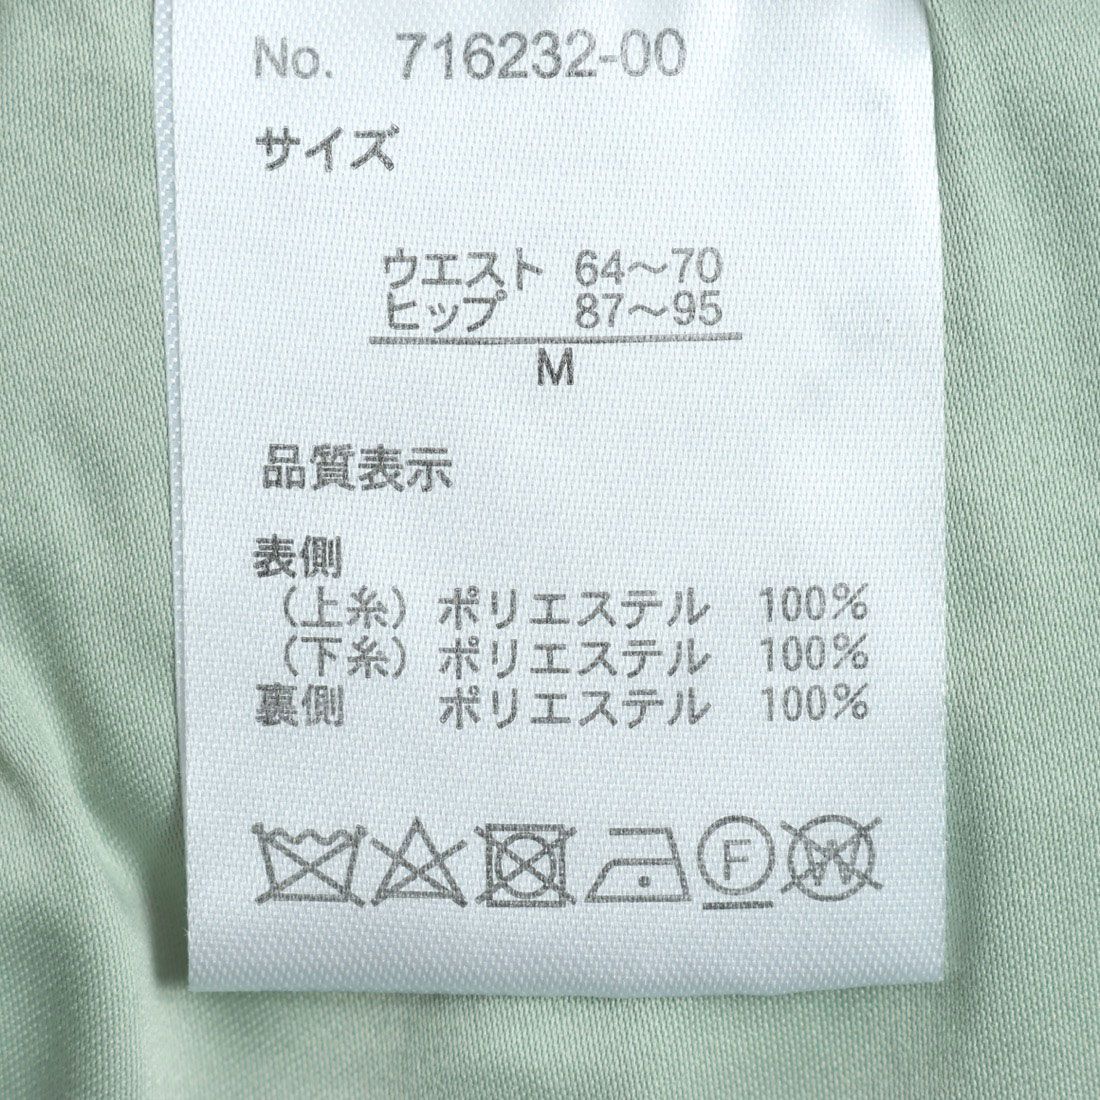 No. 716232-00
サイズ
ウエスト 64〜70
ヒップ 87〜95
M
品質表示
表側
(上糸) ポリエステル 100%
(下糸) ポリエステル 100%
裏側 ポリエステル 100%
F W